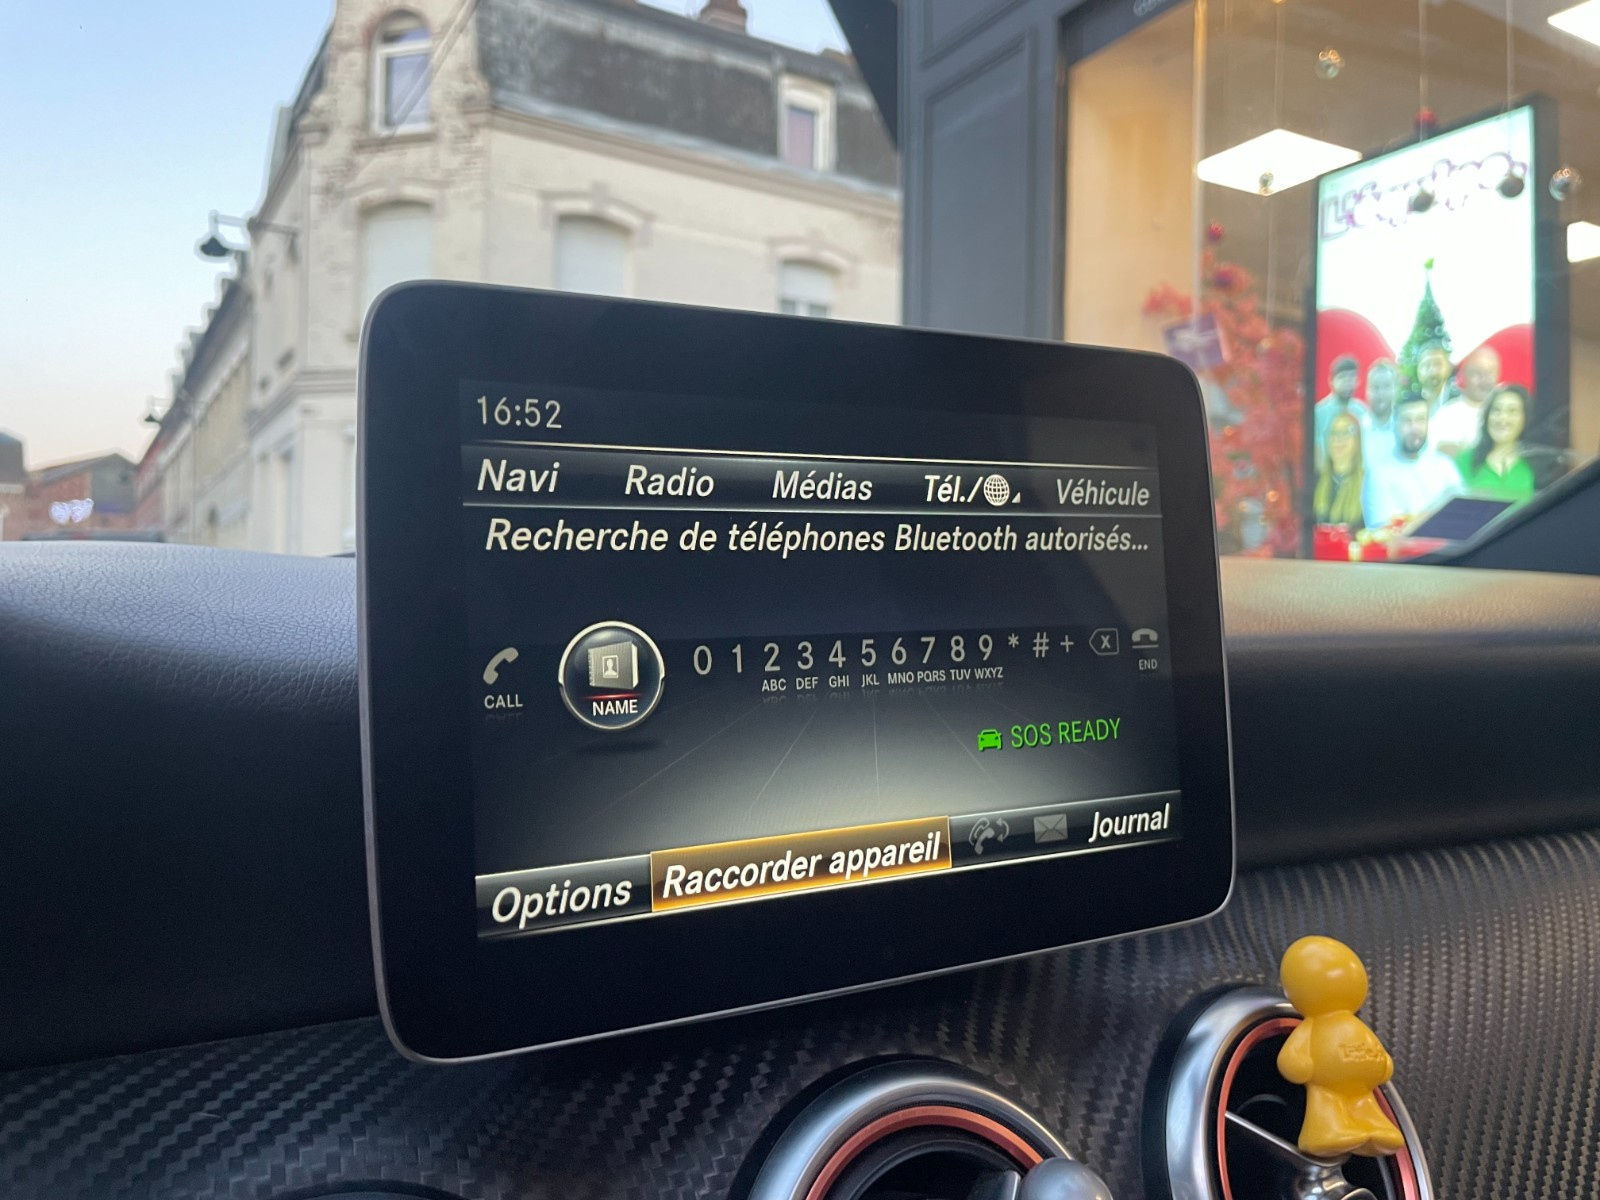 16:52
Navi Radio Médias Tél./ Véhicule
Recherche de téléphones Bluetooth autorisés...
0 1 2 3 4 5 6 7 8 9 * # +
ABC DEF GHI JKL MNO PQRS TUV WXYZ
CALL NAME END
SOS READY
Options Raccorder appareil Journal